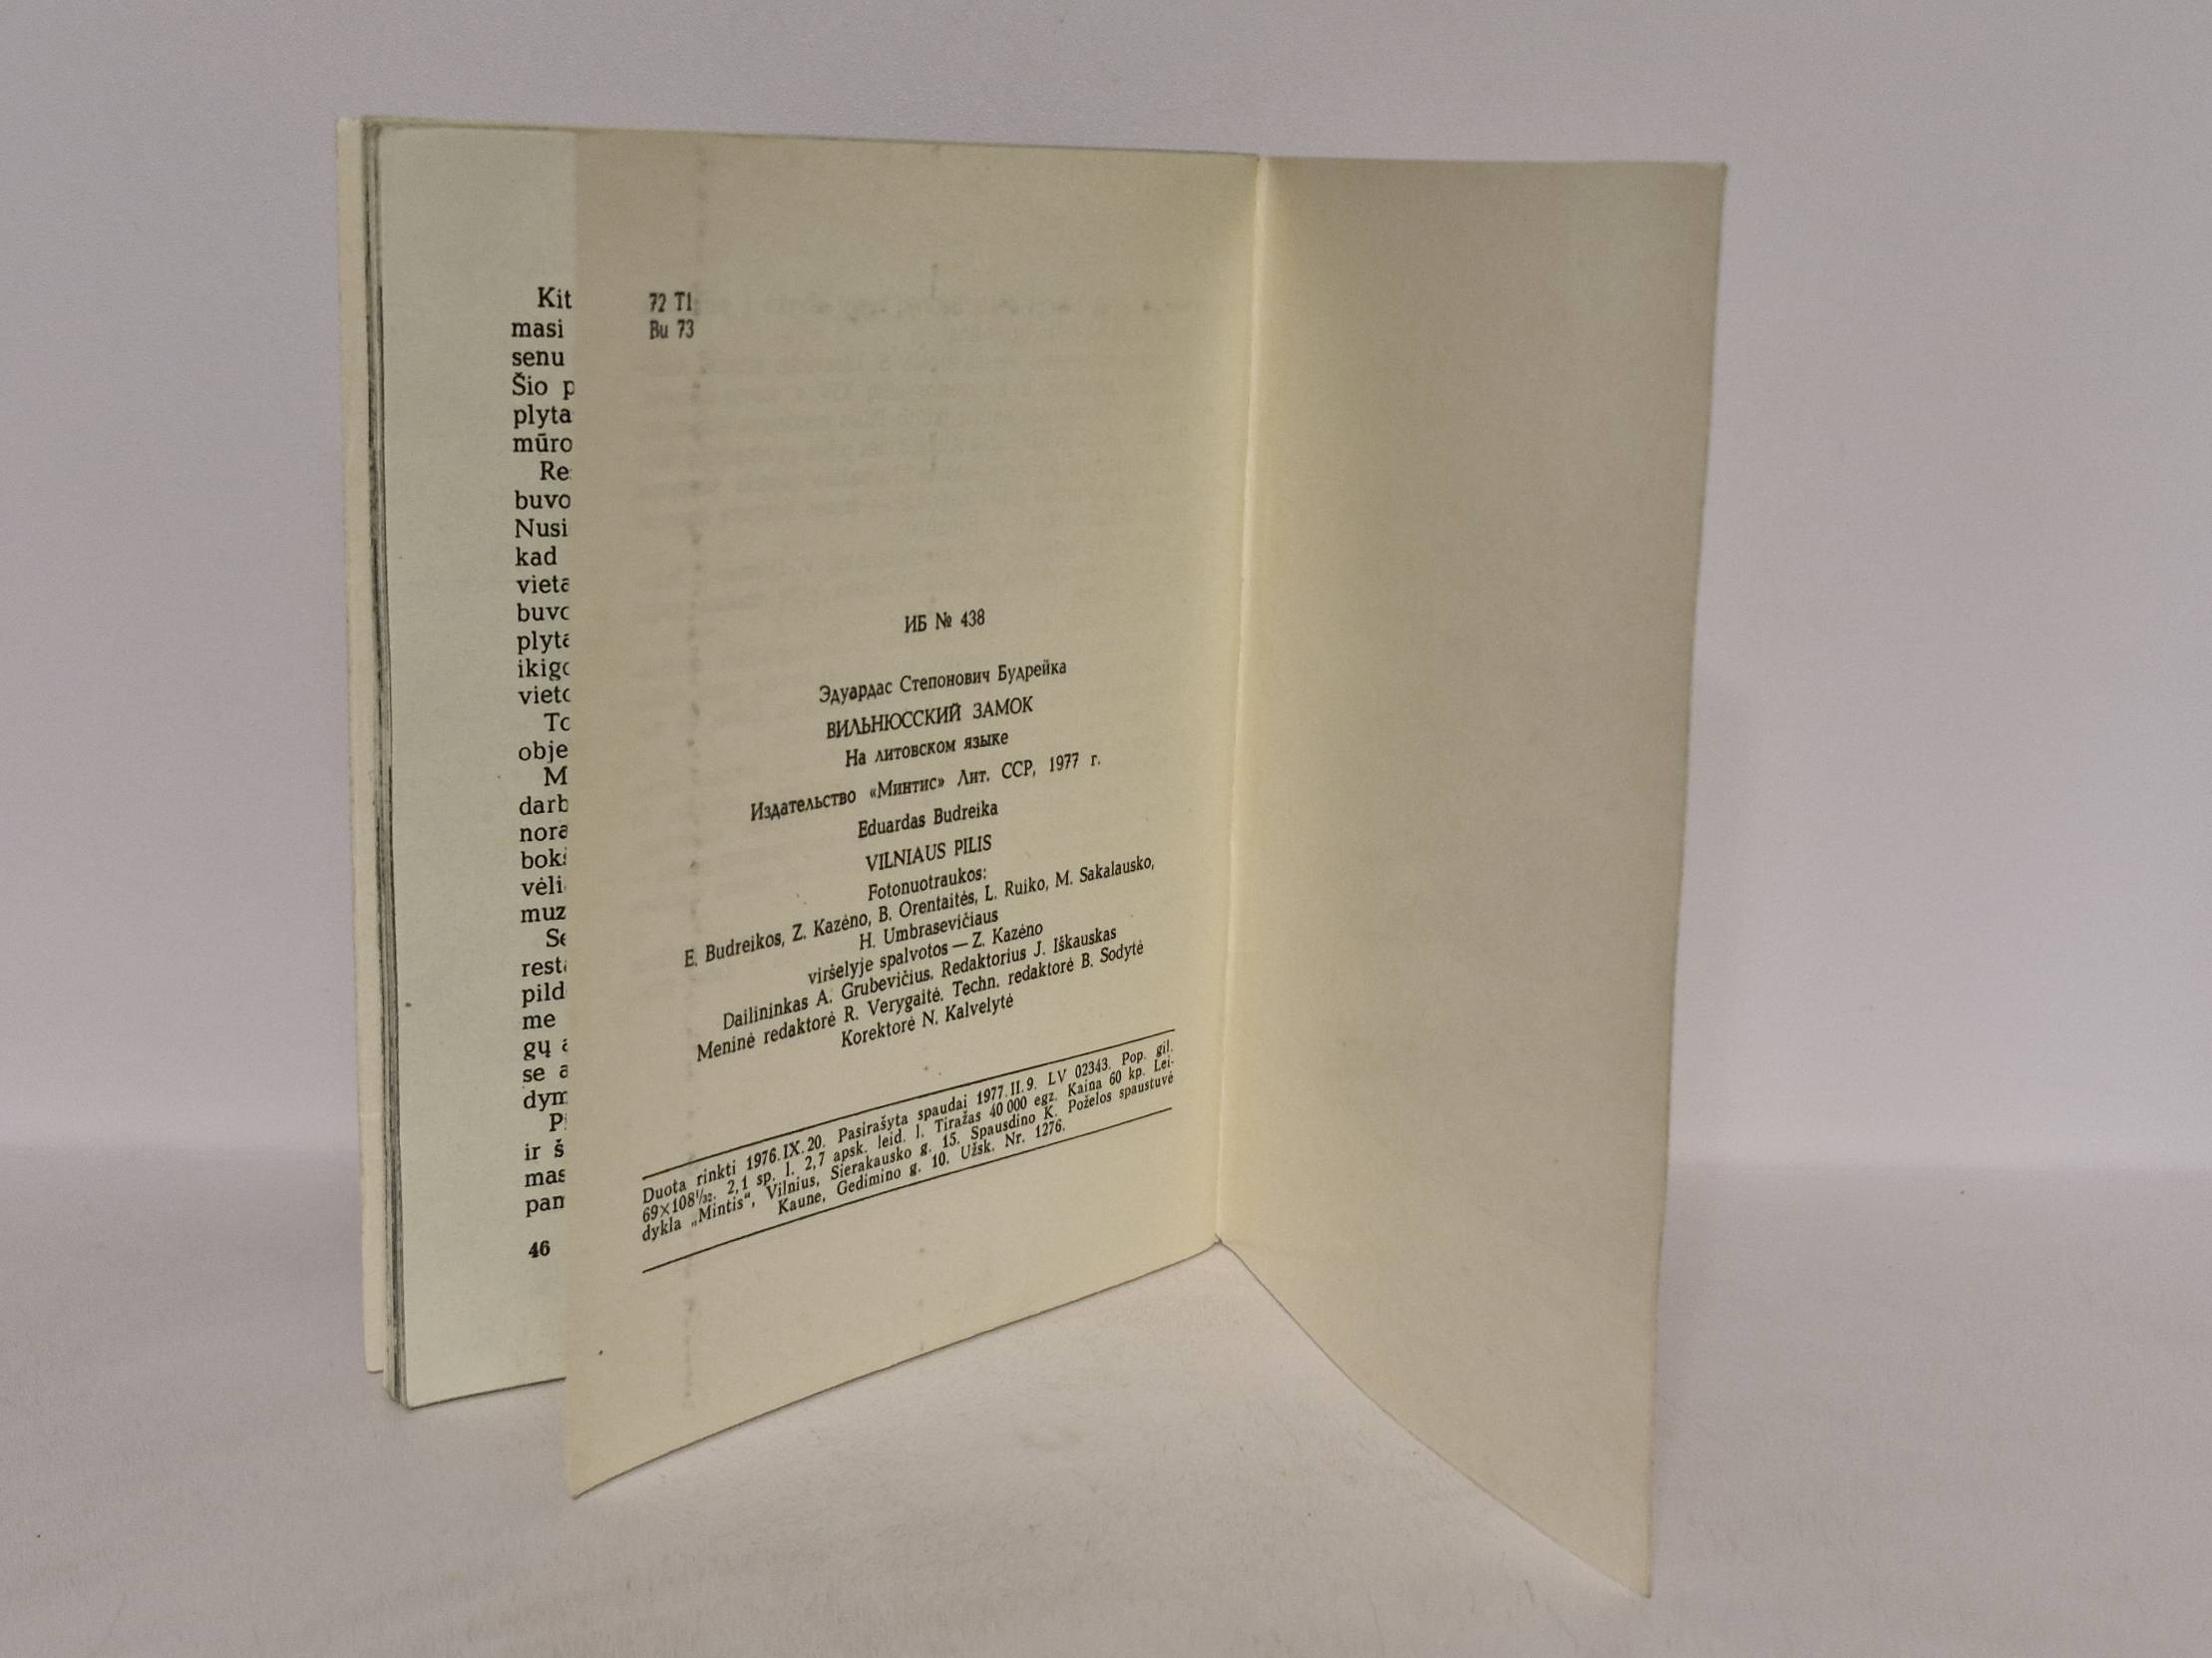 Kit
masi
senu
Šio p
plyta
mūro
Re
buvo
Nusi
kad
vieta
buvo
plyta
ikigo
vieto
To
obje
M
darb
nora
bokš
vėli
muz
Se
resta
pild
me
gų a
se a
dym
Pi
ir š
mas
pam
46
72 T1
Bu 73
ИБ № 438
Эдуардас Степонович Будрейка
ВИЛЬНЮССКИЙ ЗАМОК
На литовском языке
Издательство «Минтис» Лит. ССР, 1977 г.
Eduardas Budreika
VILNIAUS PILIS
Fotonuotraukos:
E. Budreikos, Z. Kazėno, B. Orentaitės, L. Ruiko, M. Sakalausko,
H. Umbrasevičiaus
viršelyje spalvotos — Z. Kazėno
Dailininkas A. Grubevičius. Redaktorius J. Iškauskas
Meninė redaktorė R. Verygaitė. Techn. redaktorė B. Sodytė
Korektorė N. Kalvelytė
Duota rinkti 1976.IX.20. Pasirašyta spaudai 1977.II.9. LV 02343. Pop. gil.
69×108¹/₃₂. 2,1 sp. l. 2,7 apsk. leid. l. Tiražas 40 000 egz. Kaina 60 kp. Lei-
dykla „Mintis“, Vilnius, Sierakausko g. 15. Spausdino K. Poželos spaustuvė
Kaune, Gedimino g. 10. Užsk. Nr. 1276.